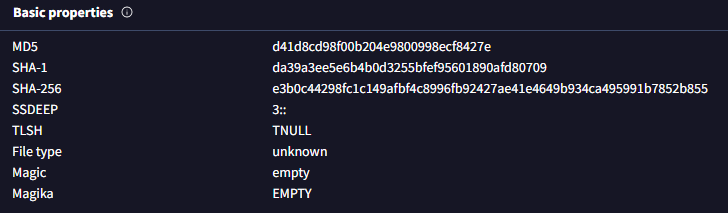 Basic properties
MD5 d41d8cd98f00b204e9800998ecf8427e
SHA-1 da39a3ee5e6b4b0d3255bfef95601890afd80709
SHA-256 e3b0c44298fc1c149afbf4c8996fb92427ae41e4649b934ca495991b7852b855
SSDEEP 3::
TLSH TNULL
File type unknown
Magic empty
Magika EMPTY